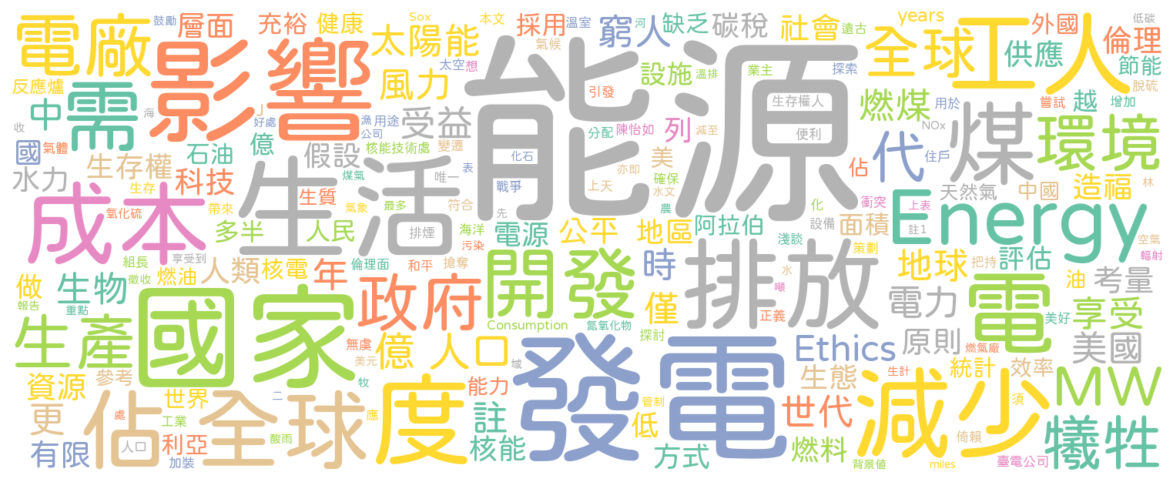 電廠
鼓勵
層面
充裕
Sox
健康
本文
太陽能
氣候
採用
溫室
河
窮人
缺乏
遠古
碳稅
社會
years
全球
工人
外國
低碳
倫理
供應
節能
脫硫
反應爐
影響
太空
想
風力
引發
設施
溫排
業主
探索
燃煤
用於
嘗試
越
增加
需
中
海
收
國
氣體
J
好處
億
漁
用途
公司
受益
能源
分配
陳怡如
列
減至
生存權人
便利
代
NOx
住戶
煤
環境
石油
核能技術處
變遷
化石
亦即
美
佔
林
水力
生存權
科技
假設
煤氣
唯一
表
戰爭
上天
確保
水文
符合
天然氣
中國
造福
成本
生存
氫化硫
帶來
生質
氣象
最多
生活
先
農
化
設備
面積
衝突
上表
Energy
多半
人民
排煙
海洋
污染
電源
公平
地區
阿拉伯
淺談
策劃
註1
空氣
輻射
組長
享受到
徵收
倫理面
和平
搶奪
開發
時
排放
水
地球
把持
評估
油
考量
做
生物
燃油
人類
核電
年
報告
重點
國家
政府
Consumption
氮氧化物
僅
噸
正義
探討
電力
電
美好
享受
生產
無虞
美元
億
人口
域
發電
Ethics
原則
燃氣廠
美國
資源
參考
世界
二
牧
能力
管制
生態
生計
統計
效率
須
MW
更
佔
處
工業
全球
應
度
註
低
世代
減少
倚賴
犧牲
有限
人口
利亞
酸雨
加裝
核能
方式
燃料
背景值
miles
臺電公司